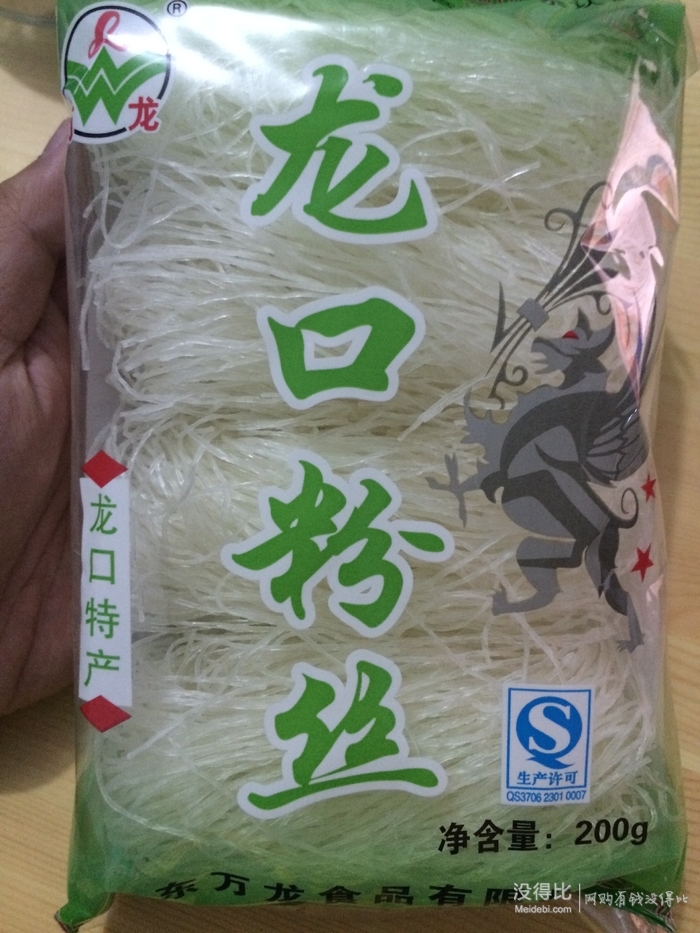 ®
龙
龙口粉丝
龙口特产
生产许可
QS3706 2301 0007
净含量：200g
东万龙食品有限
没得比
Meidebi.com
网购省钱没得比